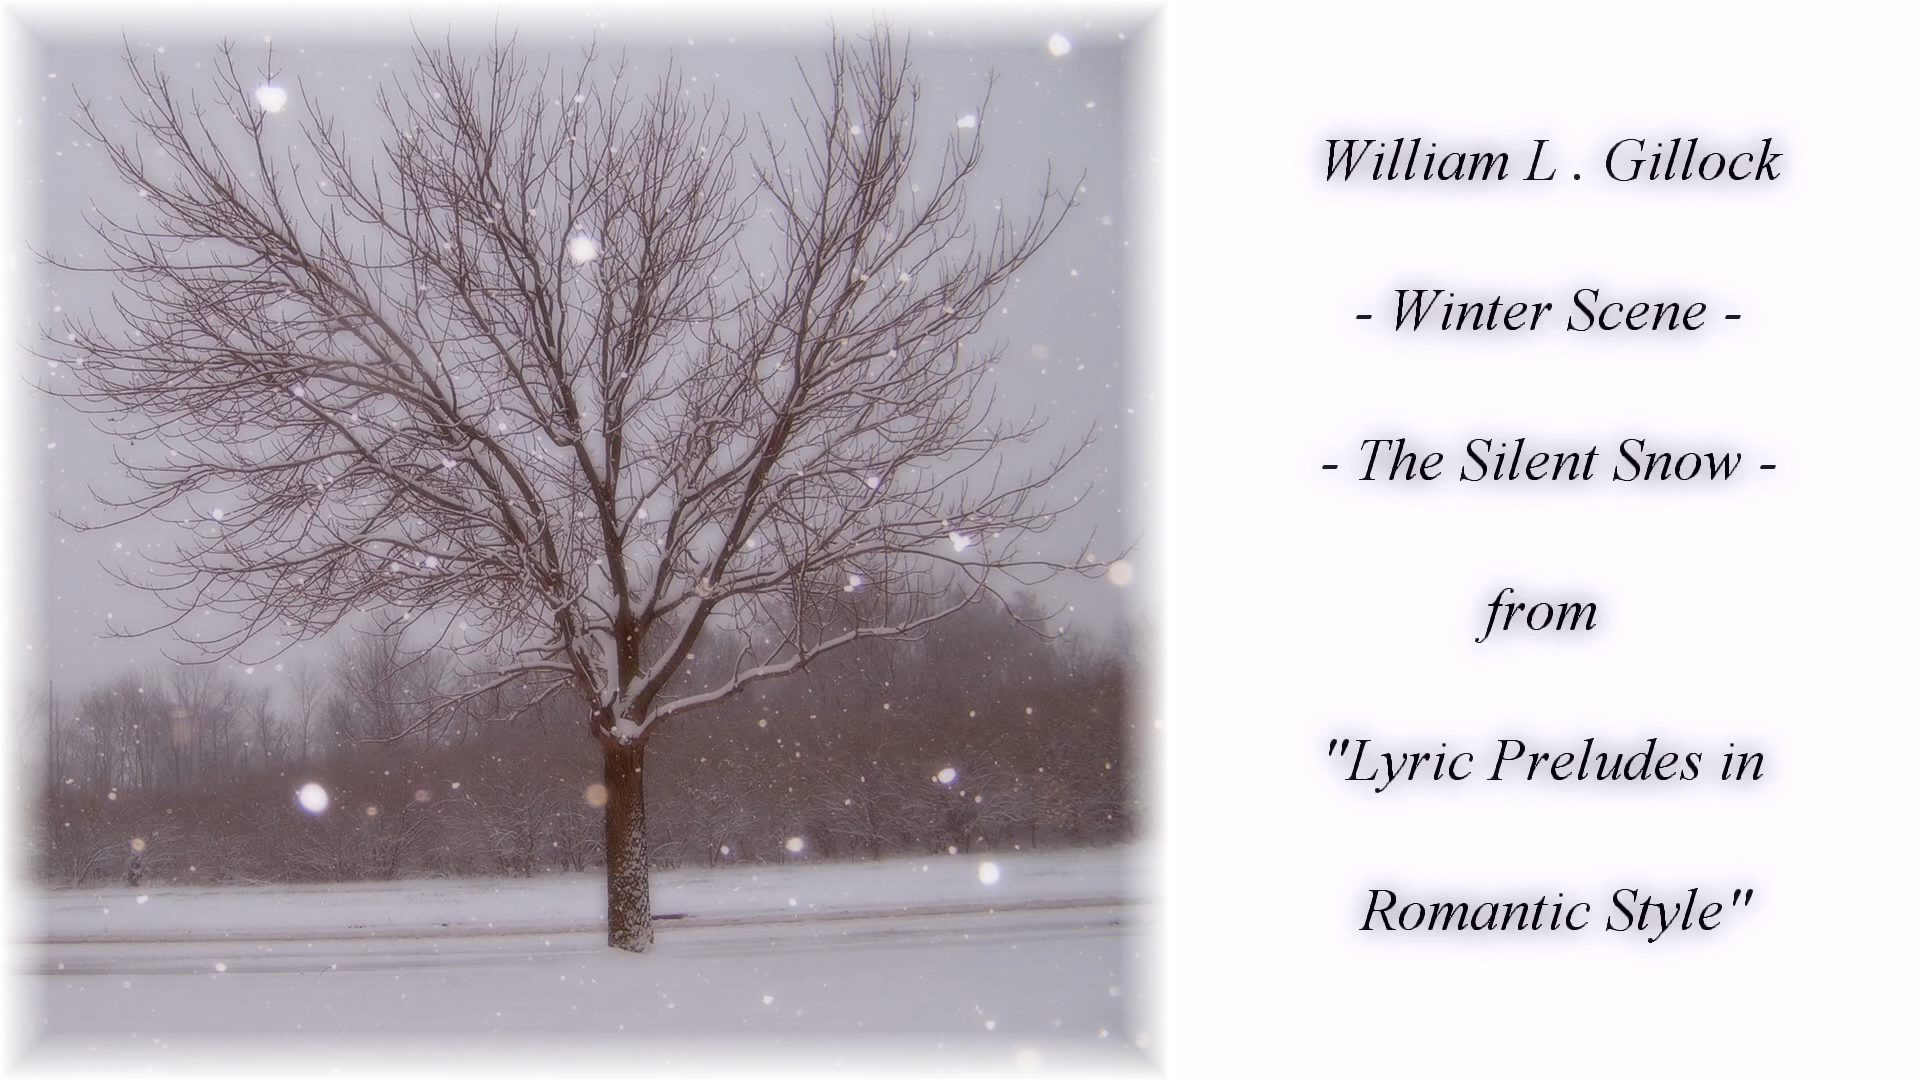 William L . Gillock
- Winter Scene -
- The Silent Snow -
from
"Lyric Preludes in
Romantic Style"